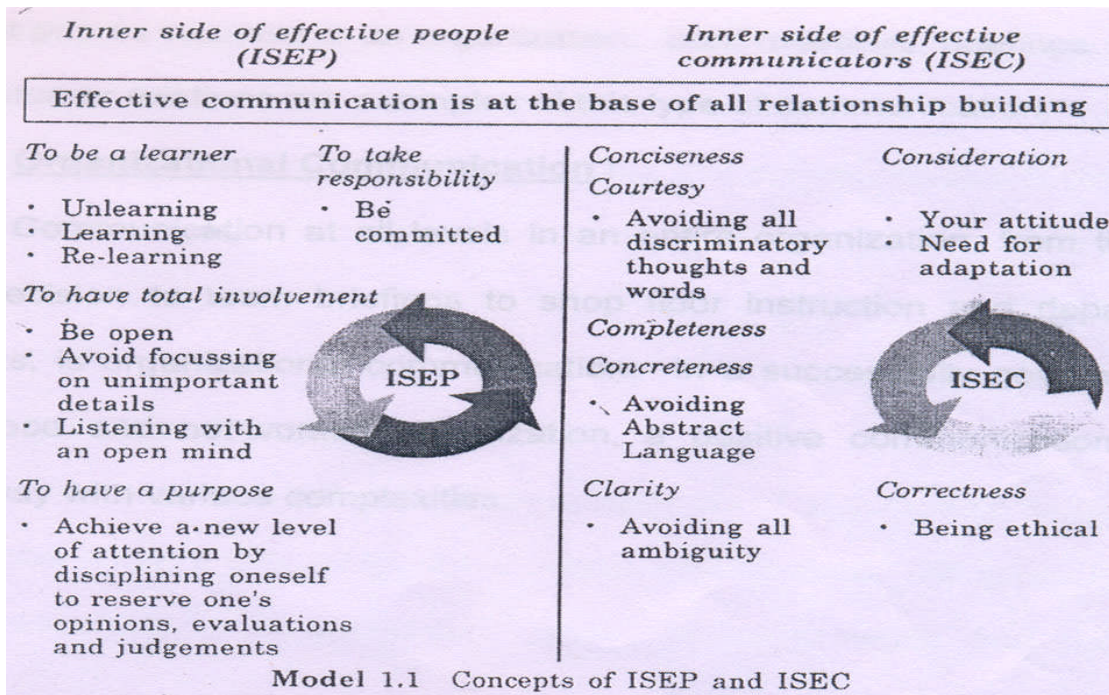 Inner side of effective people
(ISEP)
Inner side of effective
communicators (ISEC)
Effective communication is at the base of all relationship building
To be a learner
• Unlearning
• Learning
• Re-learning
To take
responsibility
• Be
committed
To have total involvement
• Be open
• Avoid focussing
on unimportant
details
• Listening with
an open mind
ISEP
To have a purpose
• Achieve a new level
of attention by
disciplining oneself
to reserve one's
opinions, evaluations
and judgements
Conciseness
Courtesy
• Avoiding all
discriminatory
thoughts and
words
Completeness
Concreteness
• Avoiding
Abstract
Language
Clarity
• Avoiding all
ambiguity
Consideration
• Your attitude
• Need for
adaptation
ISEC
Correctness
• Being ethical
Model 1.1 Concepts of ISEP and ISEC